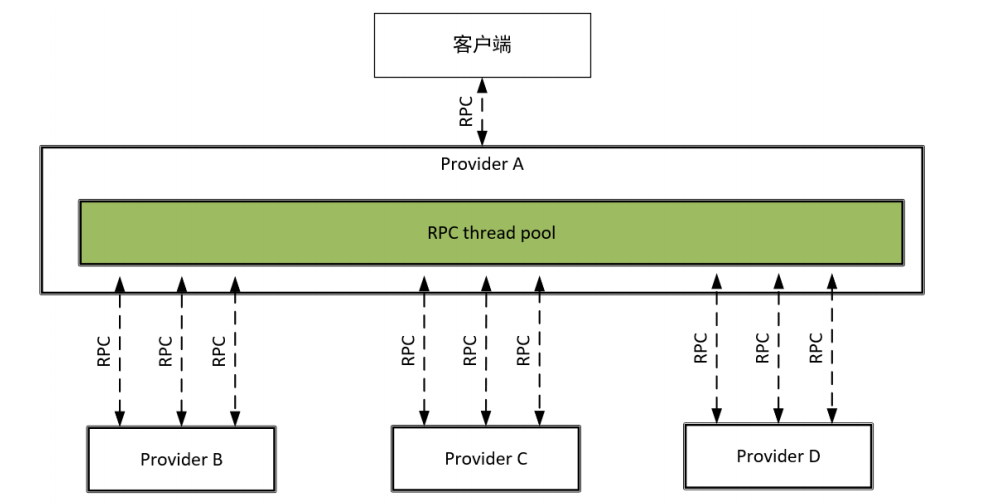 客户端
RPC
Provider A
RPC thread pool
RPC
RPC
RPC
RPC
RPC
RPC
RPC
RPC
RPC
Provider B
Provider C
Provider D